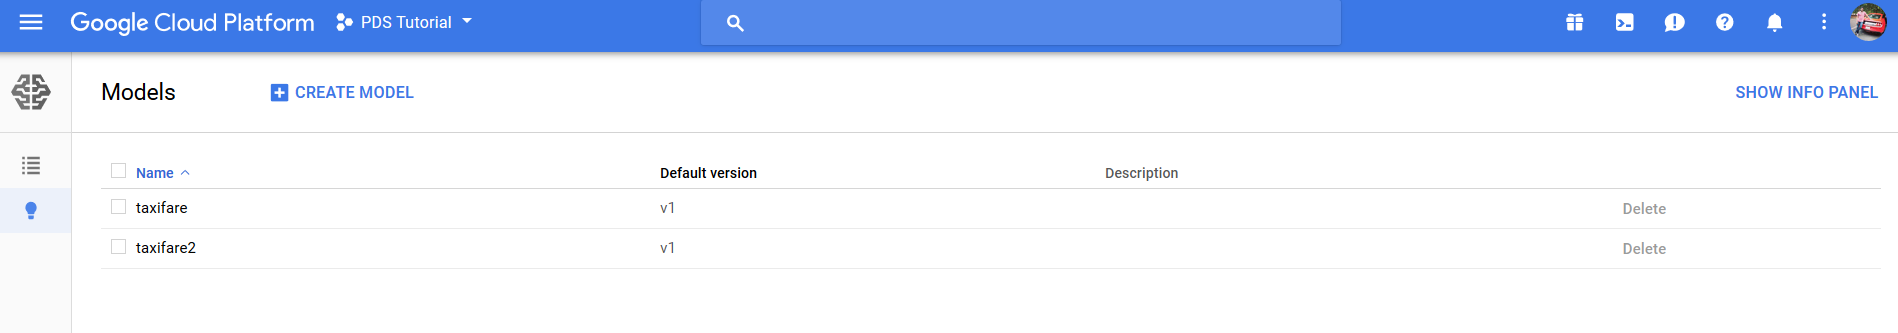 Google Cloud Platform PDS Tutorial
Models CREATE MODEL SHOW INFO PANEL
Name Default version Description
taxifare v1 Delete
taxifare2 v1 Delete